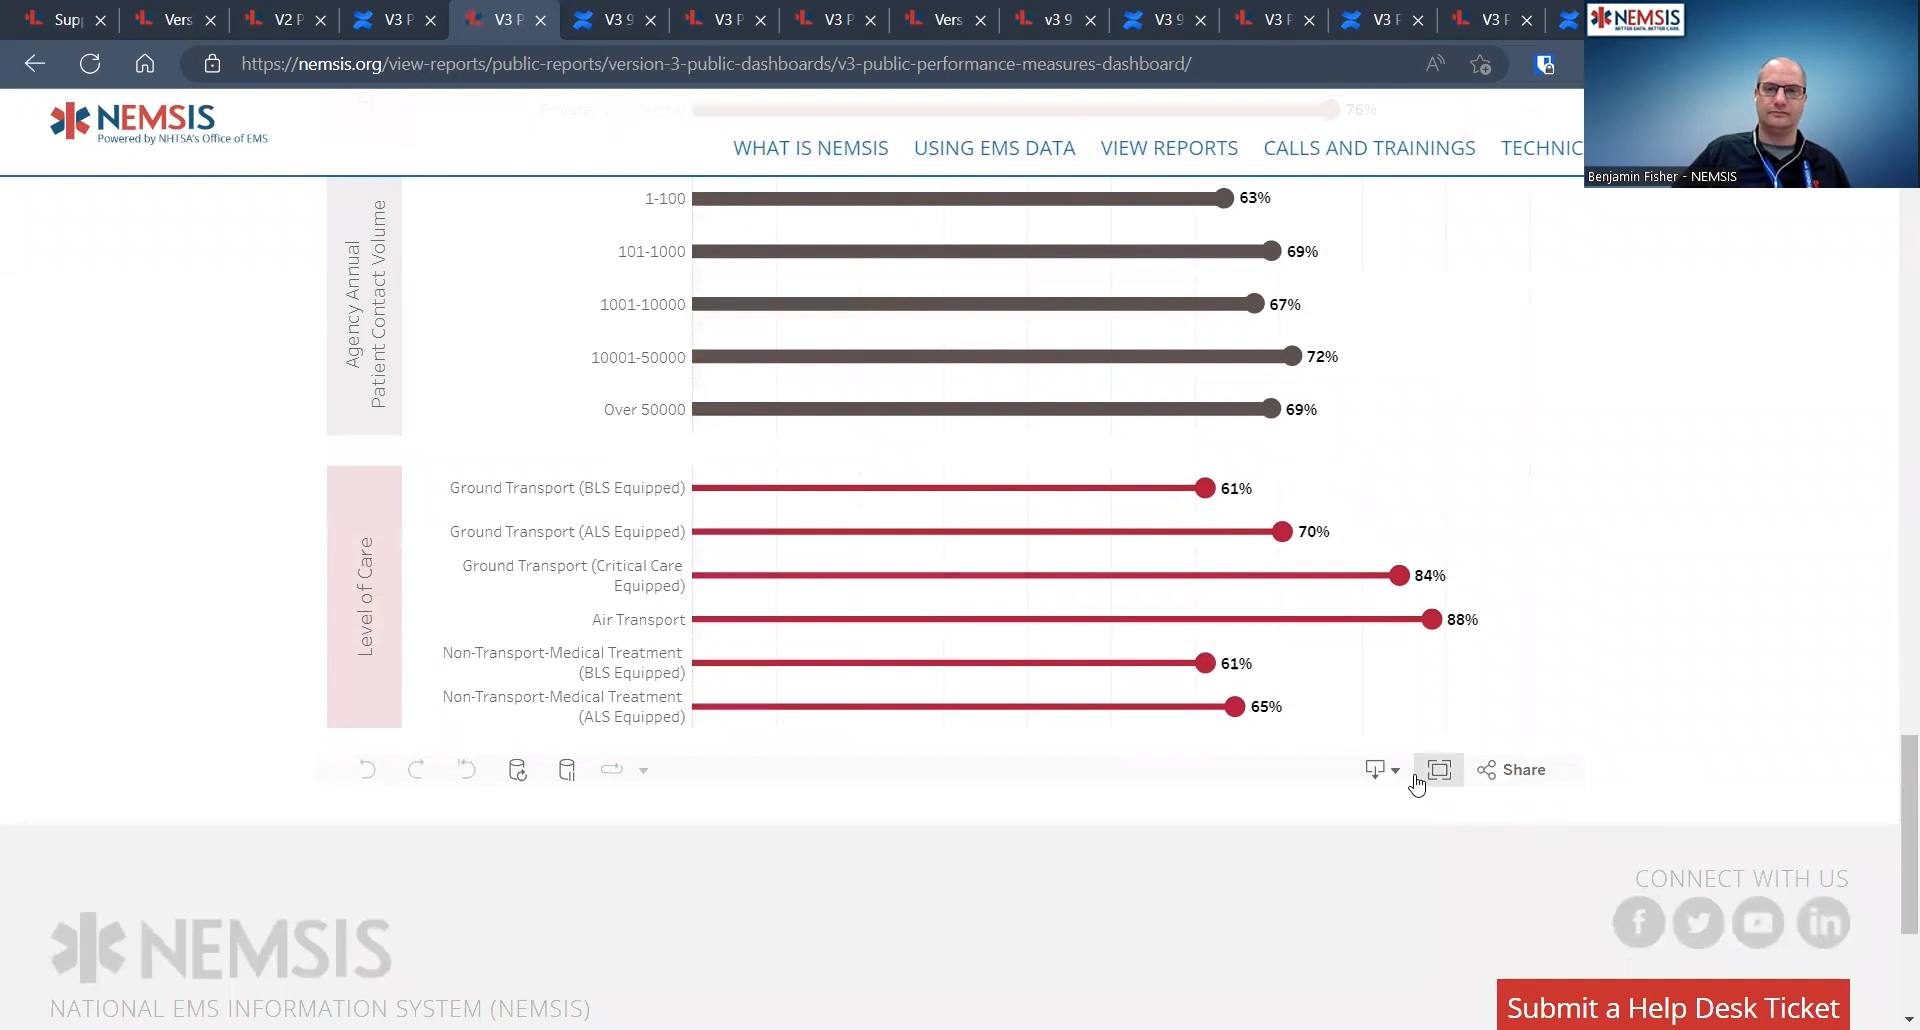 Sup
Vers
V2 P
V3 P
V3 P
V3 9
V3 P
V3 P
Vers
v3 9
V3 9
V3 P
V3 P
V3 P
https://nemsis.org/view-reports/public-reports/version-3-public-dashboards/v3-public-performance-measures-dashboard/
NEMSIS
BETTER DATA. BETTER CARE.
Benjamin Fisher - NEMSIS
NEMSIS
Powered by NHTSA's Office of EMS
76%
WHAT IS NEMSIS
USING EMS DATA
VIEW REPORTS
CALLS AND TRAININGS
TECHNIC
Agency Annual
Patient Contact Volume
1-100
63%
101-1000
69%
1001-10000
67%
10001-50000
72%
Over 50000
69%
Level of Care
Ground Transport (BLS Equipped)
61%
Ground Transport (ALS Equipped)
70%
Ground Transport (Critical Care
Equipped)
84%
Air Transport
88%
Non-Transport-Medical Treatment
(BLS Equipped)
61%
Non-Transport-Medical Treatment
(ALS Equipped)
65%
Share
CONNECT WITH US
NEMSIS
NATIONAL EMS INFORMATION SYSTEM (NEMSIS)
Submit a Help Desk Ticket